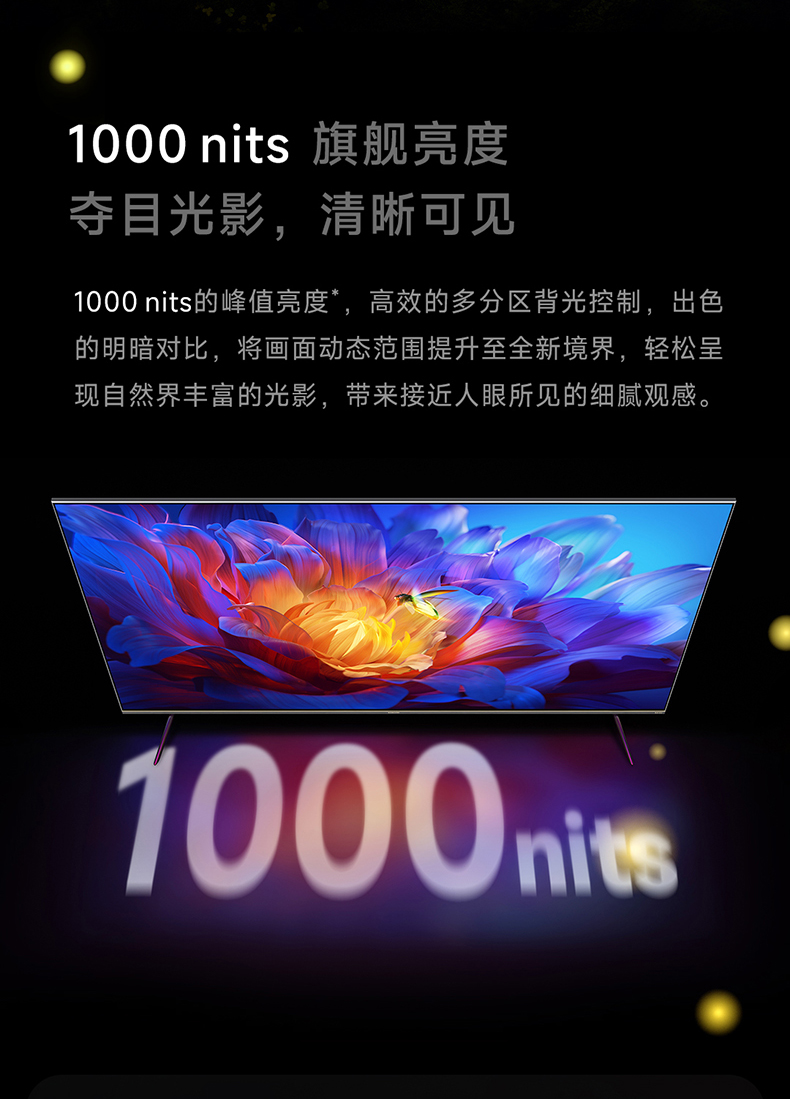 1000 nits 旗舰亮度
夺目光影，清晰可见
1000 nits的峰值亮度*，高效的多分区背光控制，出色
的明暗对比，将画面动态范围提升至全新境界，轻松呈
现自然界丰富的光影，带来接近人眼所见的细腻观感。
1000nits